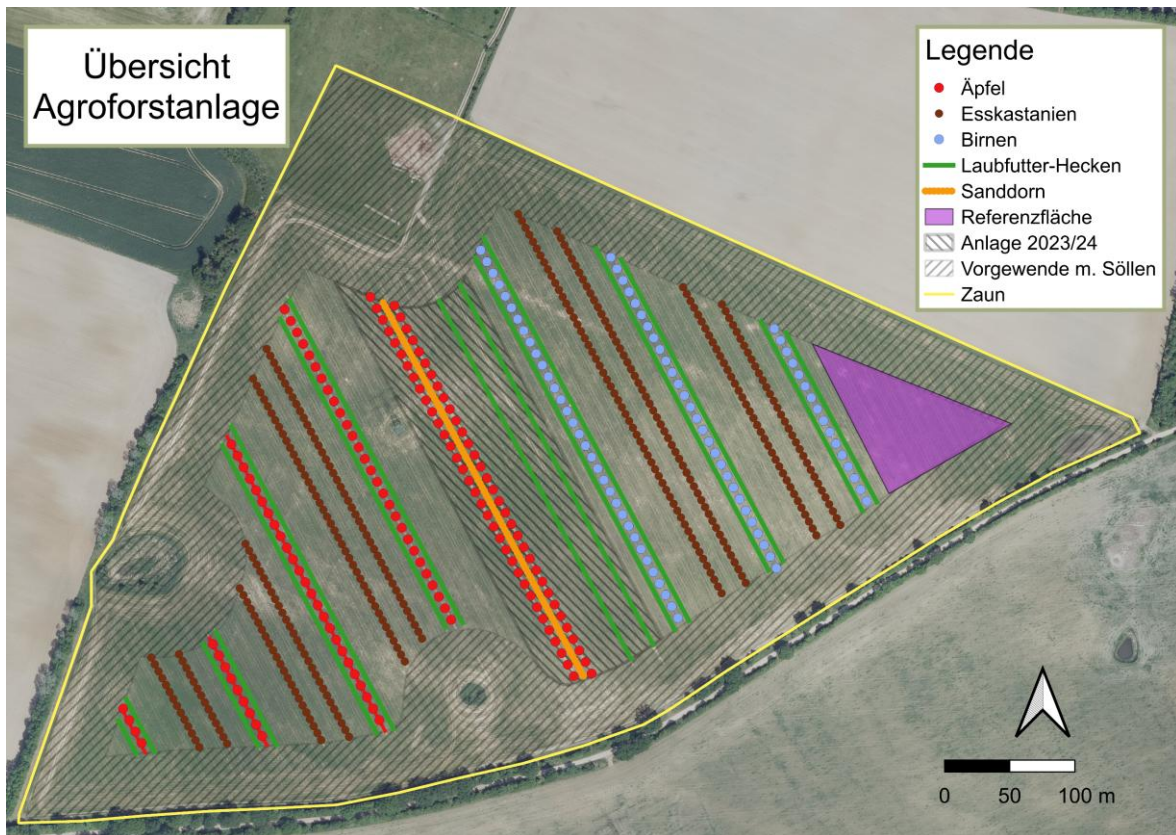 Übersicht
Agroforstanlage
Legende
Äpfel
Esskastanien
Birnen
Laubfutter-Hecken
Sanddorn
Referenzfläche
Anlage 2023/24
Vorgewende m. Söllen
Zaun
0 50 100 m